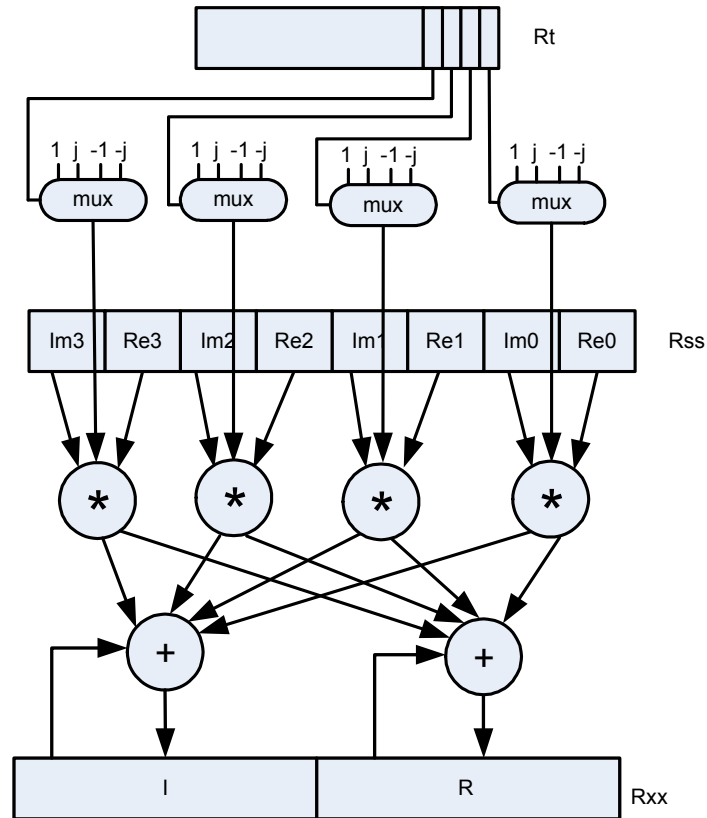 Rt
1 j -1 -j
1 j -1 -j
1 j -1 -j
1 j -1 -j
mux
mux
mux
mux
Im3 Re3 Im2 Re2 Im1 Re1 Im0 Re0
Rss
* * * *
+ +
I R
Rxx